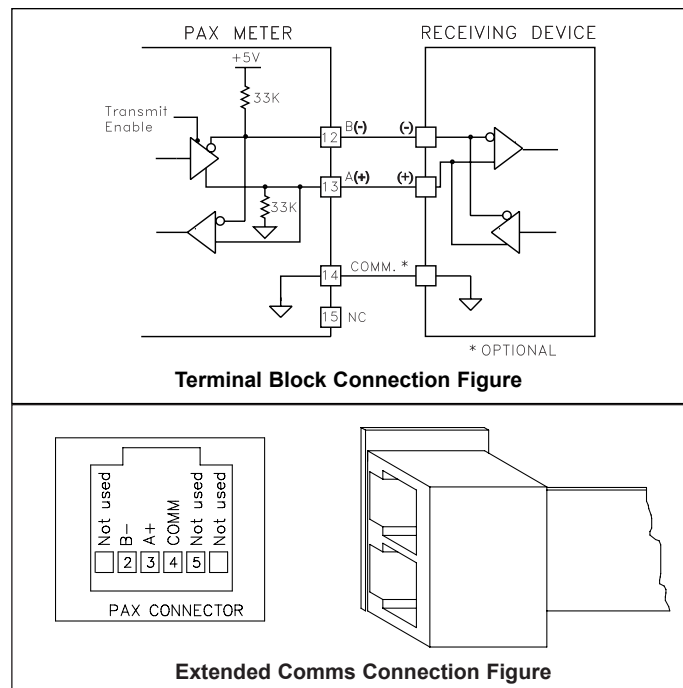 PAX METER
RECEIVING DEVICE
+5V
33K
Transmit
Enable
12 B(-) (-)
13 A(+) (+)
33K
14 COMM. *
15 NC
* OPTIONAL
Terminal Block Connection Figure
Not used
B-
A+
COMM
Not used
Not used
2 3 4 5
PAX CONNECTOR
Extended Comms Connection Figure